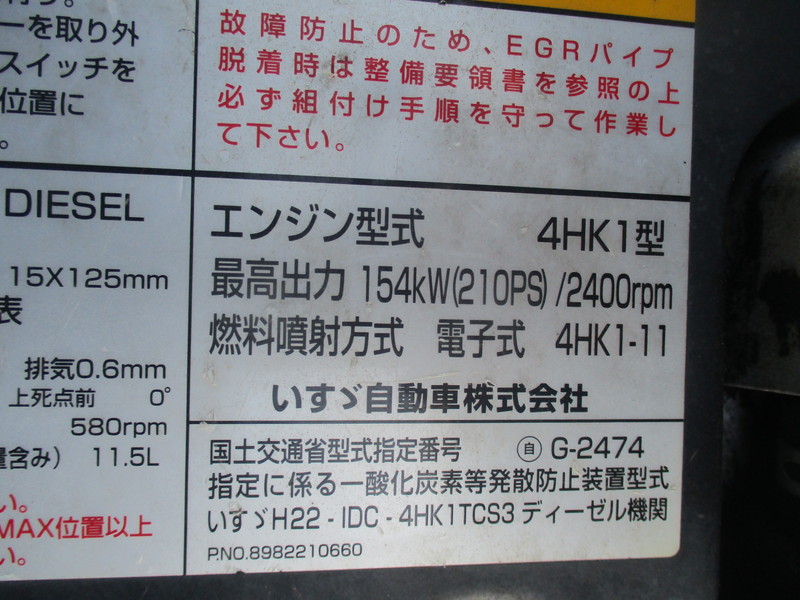 ーを取り外
スイッチを
位置に
。
故障防止のため、EGRパイプ
脱着時は整備要領書を参照の上
必ず組付け手順を守って作業し
て下さい。
DIESEL
15X125mm
表
排気0.6mm
上死点前 0°
580rpm
量含み) 11.5L
い。
MAX位置以上
い。
エンジン型式 4HK1型
最高出力 154kW(210PS)/2400rpm
燃料噴射方式 電子式 4HK1-11
いすゞ自動車株式会社
国土交通省型式指定番号 ㉂ G-2474
指定に係る一酸化炭素等発散防止装置型式
いすゞH22-IDC-4HK1TCS3 ディーゼル機関
P.NO.8982210660